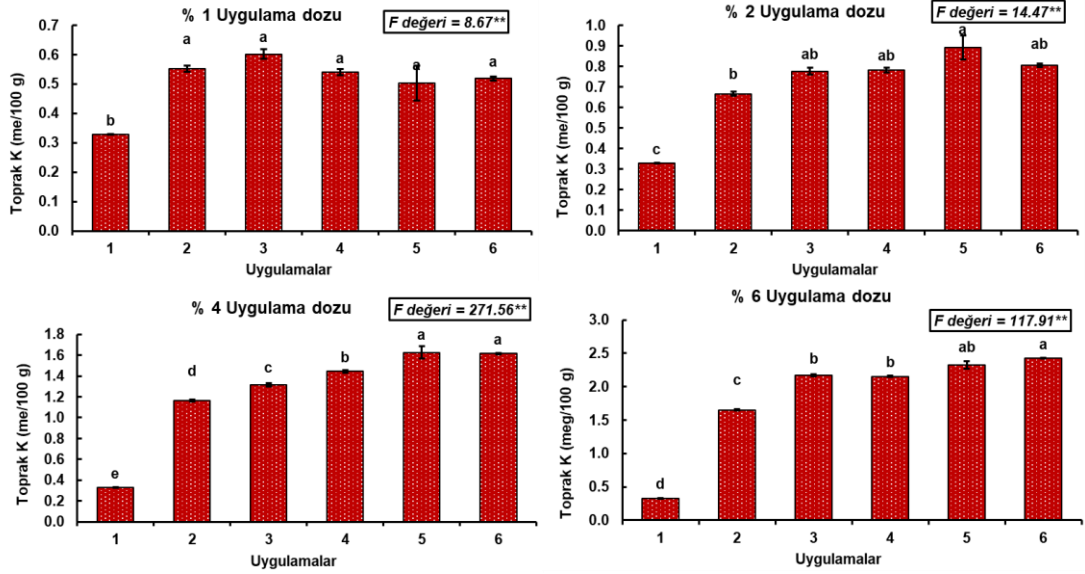 % 1 Uygulama dozu
F değeri = 8.67**
Toprak K (me/100 g)
0.7
0.6
0.5
0.4
0.3
0.2
0.1
0.0
b
a
a
a
a
a
1 2 3 4 5 6
Uygulamalar
% 2 Uygulama dozu
F değeri = 14.47**
Toprak K (me/100 g)
1.0
0.9
0.8
0.7
0.6
0.5
0.4
0.3
0.2
0.1
0.0
c
b
ab
ab
a
ab
1 2 3 4 5 6
Uygulamalar
% 4 Uygulama dozu
F değeri = 271.56**
Toprak K (me/100 g)
1.8
1.6
1.4
1.2
1.0
0.8
0.6
0.4
0.2
0.0
e
d
c
b
a
a
1 2 3 4 5 6
Uygulamalar
% 6 Uygulama dozu
F değeri = 117.91**
Toprak K (meg/100 g)
3.0
2.5
2.0
1.5
1.0
0.5
0.0
d
c
b
b
ab
a
1 2 3 4 5 6
Uygulamalar